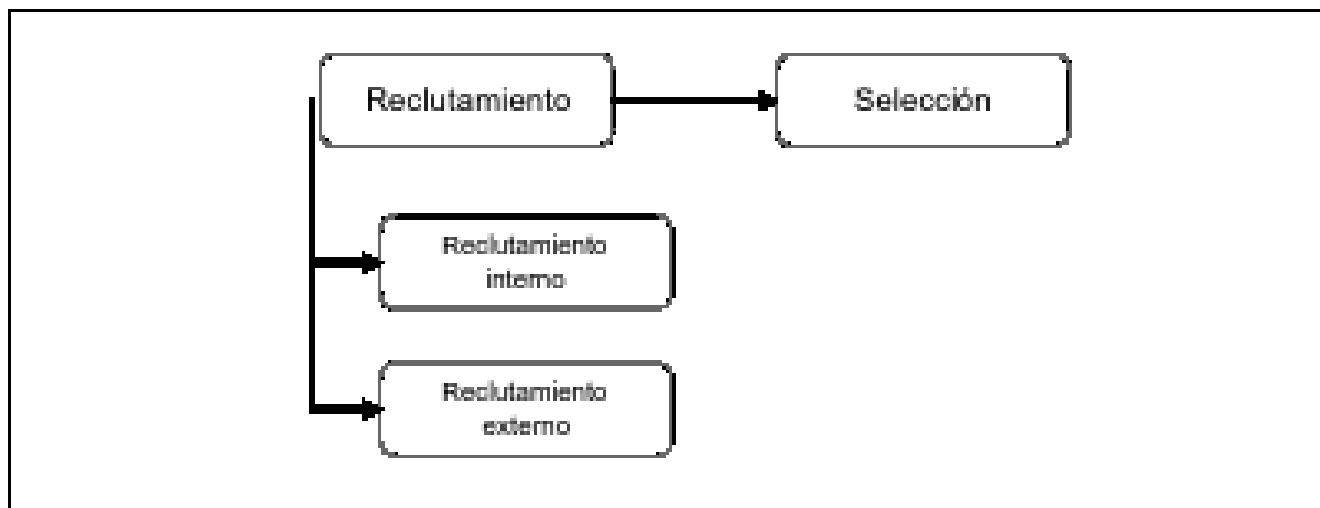 Reclutamiento
Selección
Reclutamiento
interno
Reclutamiento
externo